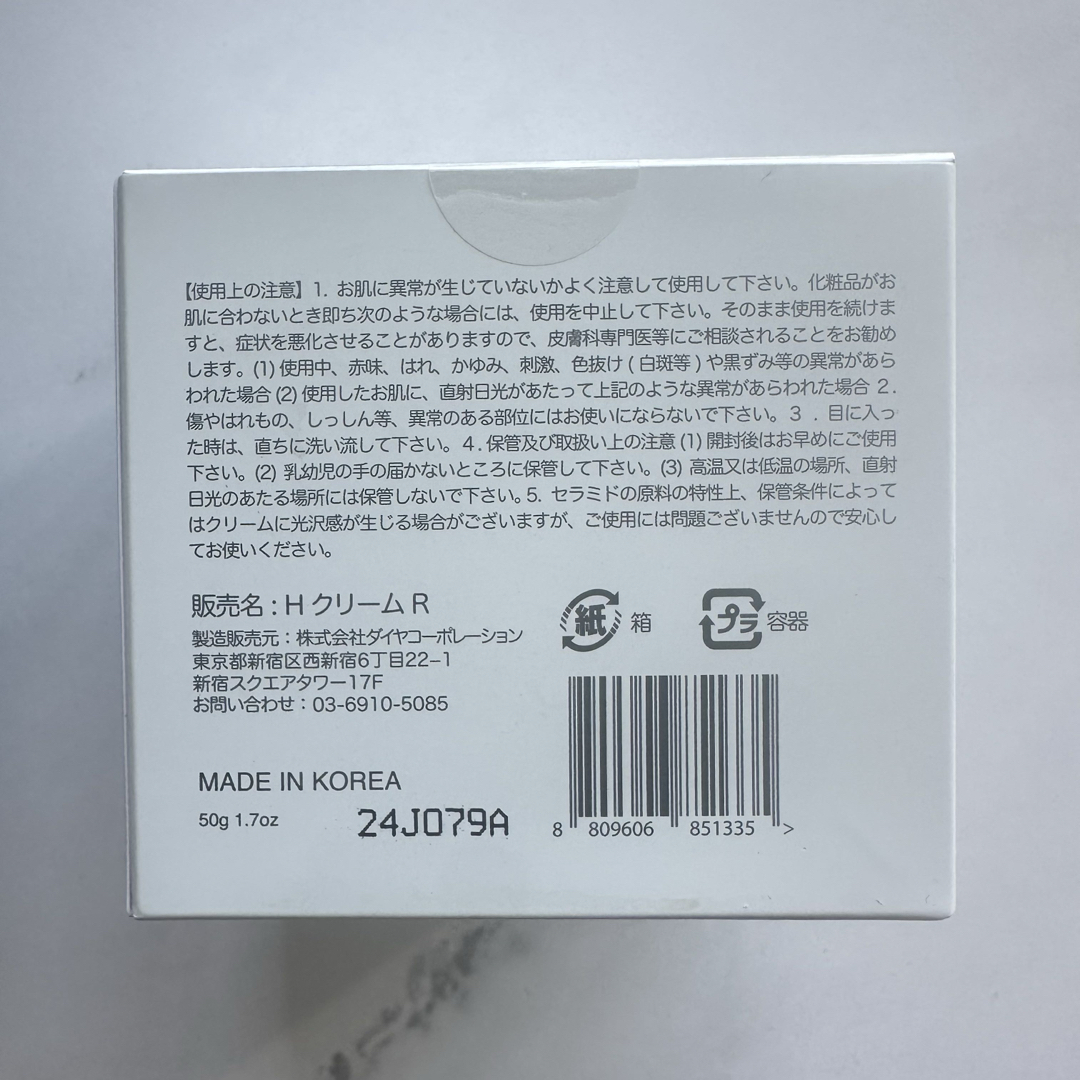 【使用上の注意】1. お肌に異常が生じていないかよく注意して使用して下さい。化粧品がお
肌に合わないとき即ち次のような場合には、使用を中止して下さい。そのまま使用を続けま
すと、症状を悪化させることがありますので、皮膚科専門医等にご相談されることをお勧め
します。(1) 使用中、赤味、はれ、かゆみ、刺激、色抜け ( 白斑等 ) や黒ずみ等の異常があら
われた場合 (2) 使用したお肌に、直射日光があたって上記のような異常があらわれた場合 2 .
傷やはれもの、しっしん等、異常のある部位にはお使いにならないで下さい。 3 . 目に入っ
た時は、直ちに洗い流して下さい。 4 . 保管及び取扱い上の注意 (1) 開封後はお早めにご使用
下さい。(2) 乳幼児の手の届かないところに保管して下さい。(3) 高温又は低温の場所、直射
日光のあたる場所には保管しないで下さい。5. セラミドの原料の特性上、保管条件によって
はクリームに光沢感が生じる場合がございますが、ご使用には問題ございませんので安心し
てお使いください。
販売名 : H クリーム R
製造販売元 : 株式会社ダイヤコーポレーション
東京都新宿区西新宿6丁目22−1
新宿スクエアタワー17F
お問い合わせ : 03-6910-5085
紙 箱
プラ 容器
MADE IN KOREA
50g 1.7oz
24J079A
8 809606 851335 >